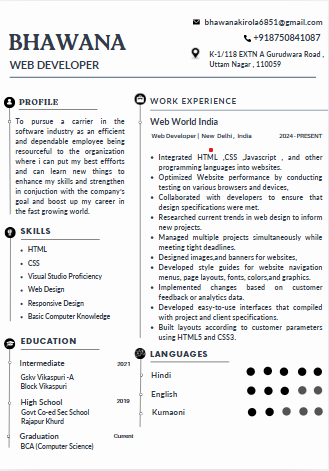 BHAWANA
WEB DEVELOPER
bhawanakirola6851@gmail.com
+918750841087
K-1/118 EXTN A Gurudwara Road ,
Uttam Nagar , 110059
PROFILE
To pursue a carrier in the
software industry as an efficient
and dependable employee being
resourceful to the organization
where i can put my best effforts
and can learn new things to
enhance my skills and strengthen
in conjuction with the company's
goal and boost up my career in
the fast growing world.
SKILLS
HTML
CSS
Visual Studio Proficiency
Web Design
Responsive Design
Basic Computer Knowledge
EDUCATION
Intermediate 2021
Gskv Vikaspuri -A
Block Vikaspuri
High School 2019
Govt Co-ed Sec School
Rajapur Khurd
Graduation Current
BCA (Computer Science)
WORK EXPERIENCE
Web World India
Web Developer | New Delhi, India 2024 - PRESENT
Integrated HTML ,CSS ,Javascript , and other
programming languages into websites.
Optimized Website performance by conducting
testing on various browsers and devices,
Collaborated with developers to ensure that
design specifications were met.
Researched current trends in web design to inform
new projects.
Managed multiple projects simultaneously while
meeting tight deadlines.
Designed images,and banners for websites,
Developed style guides for website navigation
menus, page layouts, fonts, colors,and graphics.
Implemented changes based on customer
feedback or analytics data.
Developed easy-to-use interfaces that compiled
with project and client specifications.
Built layouts according to customer parameters
using HTML5 and CSS3.
LANGUAGES
Hindi
English
Kumaoni